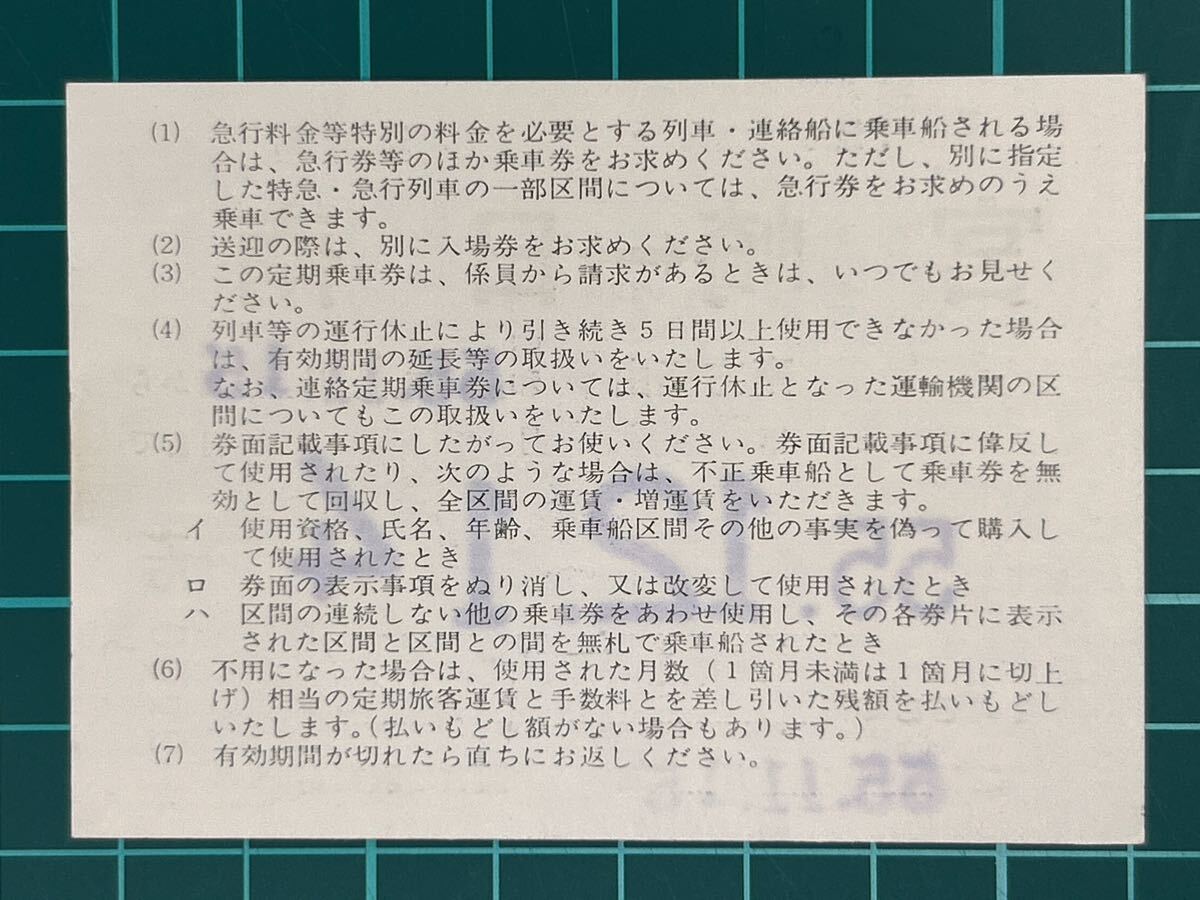 (1) 急行料金等特別の料金を必要とする列車・連絡船に乗車船される場
合は、急行券等のほか乗車券をお求めください。ただし、別に指定
した特急・急行列車の一部区間については、急行券をお求めのうえ
乗車できます。
(2) 送迎の際は、別に入場券をお求めください。
(3) この定期乗車券は、係員から請求があるときは、いつでもお見せく
ださい。
(4) 列車等の運行休止により引き続き5日間以上使用できなかった場合
は、有効期間の延長等の取扱いをいたします。
なお、連絡定期乗車券については、運行休止となった運輸機関の区
間についてもこの取扱いをいたします。
(5) 券面記載事項にしたがってお使いください。券面記載事項に偉反し
て使用されたり、次のような場合は、不正乗車船として乗車券を無
効として回収し、全区間の運賃・増運賃をいただきます。
イ 使用資格、氏名、年齢、乗車船区間その他の事実を偽って購入し
て使用されたとき
ロ 券面の表示事項をぬり消し、又は改変して使用されたとき
ハ 区間の連続しない他の乗車券をあわせ使用し、その各券片に表示
された区間と区間との間を無札で乗車船されたとき
(6) 不用になった場合は、使用された月数(1箇月未満は1箇月に切上
げ)相当の定期旅客運賃と手数料とを差し引いた残額を払いもどし
いたします。(払いもどし額がない場合もあります。)
(7) 有効期間が切れたら直ちにお返しください。